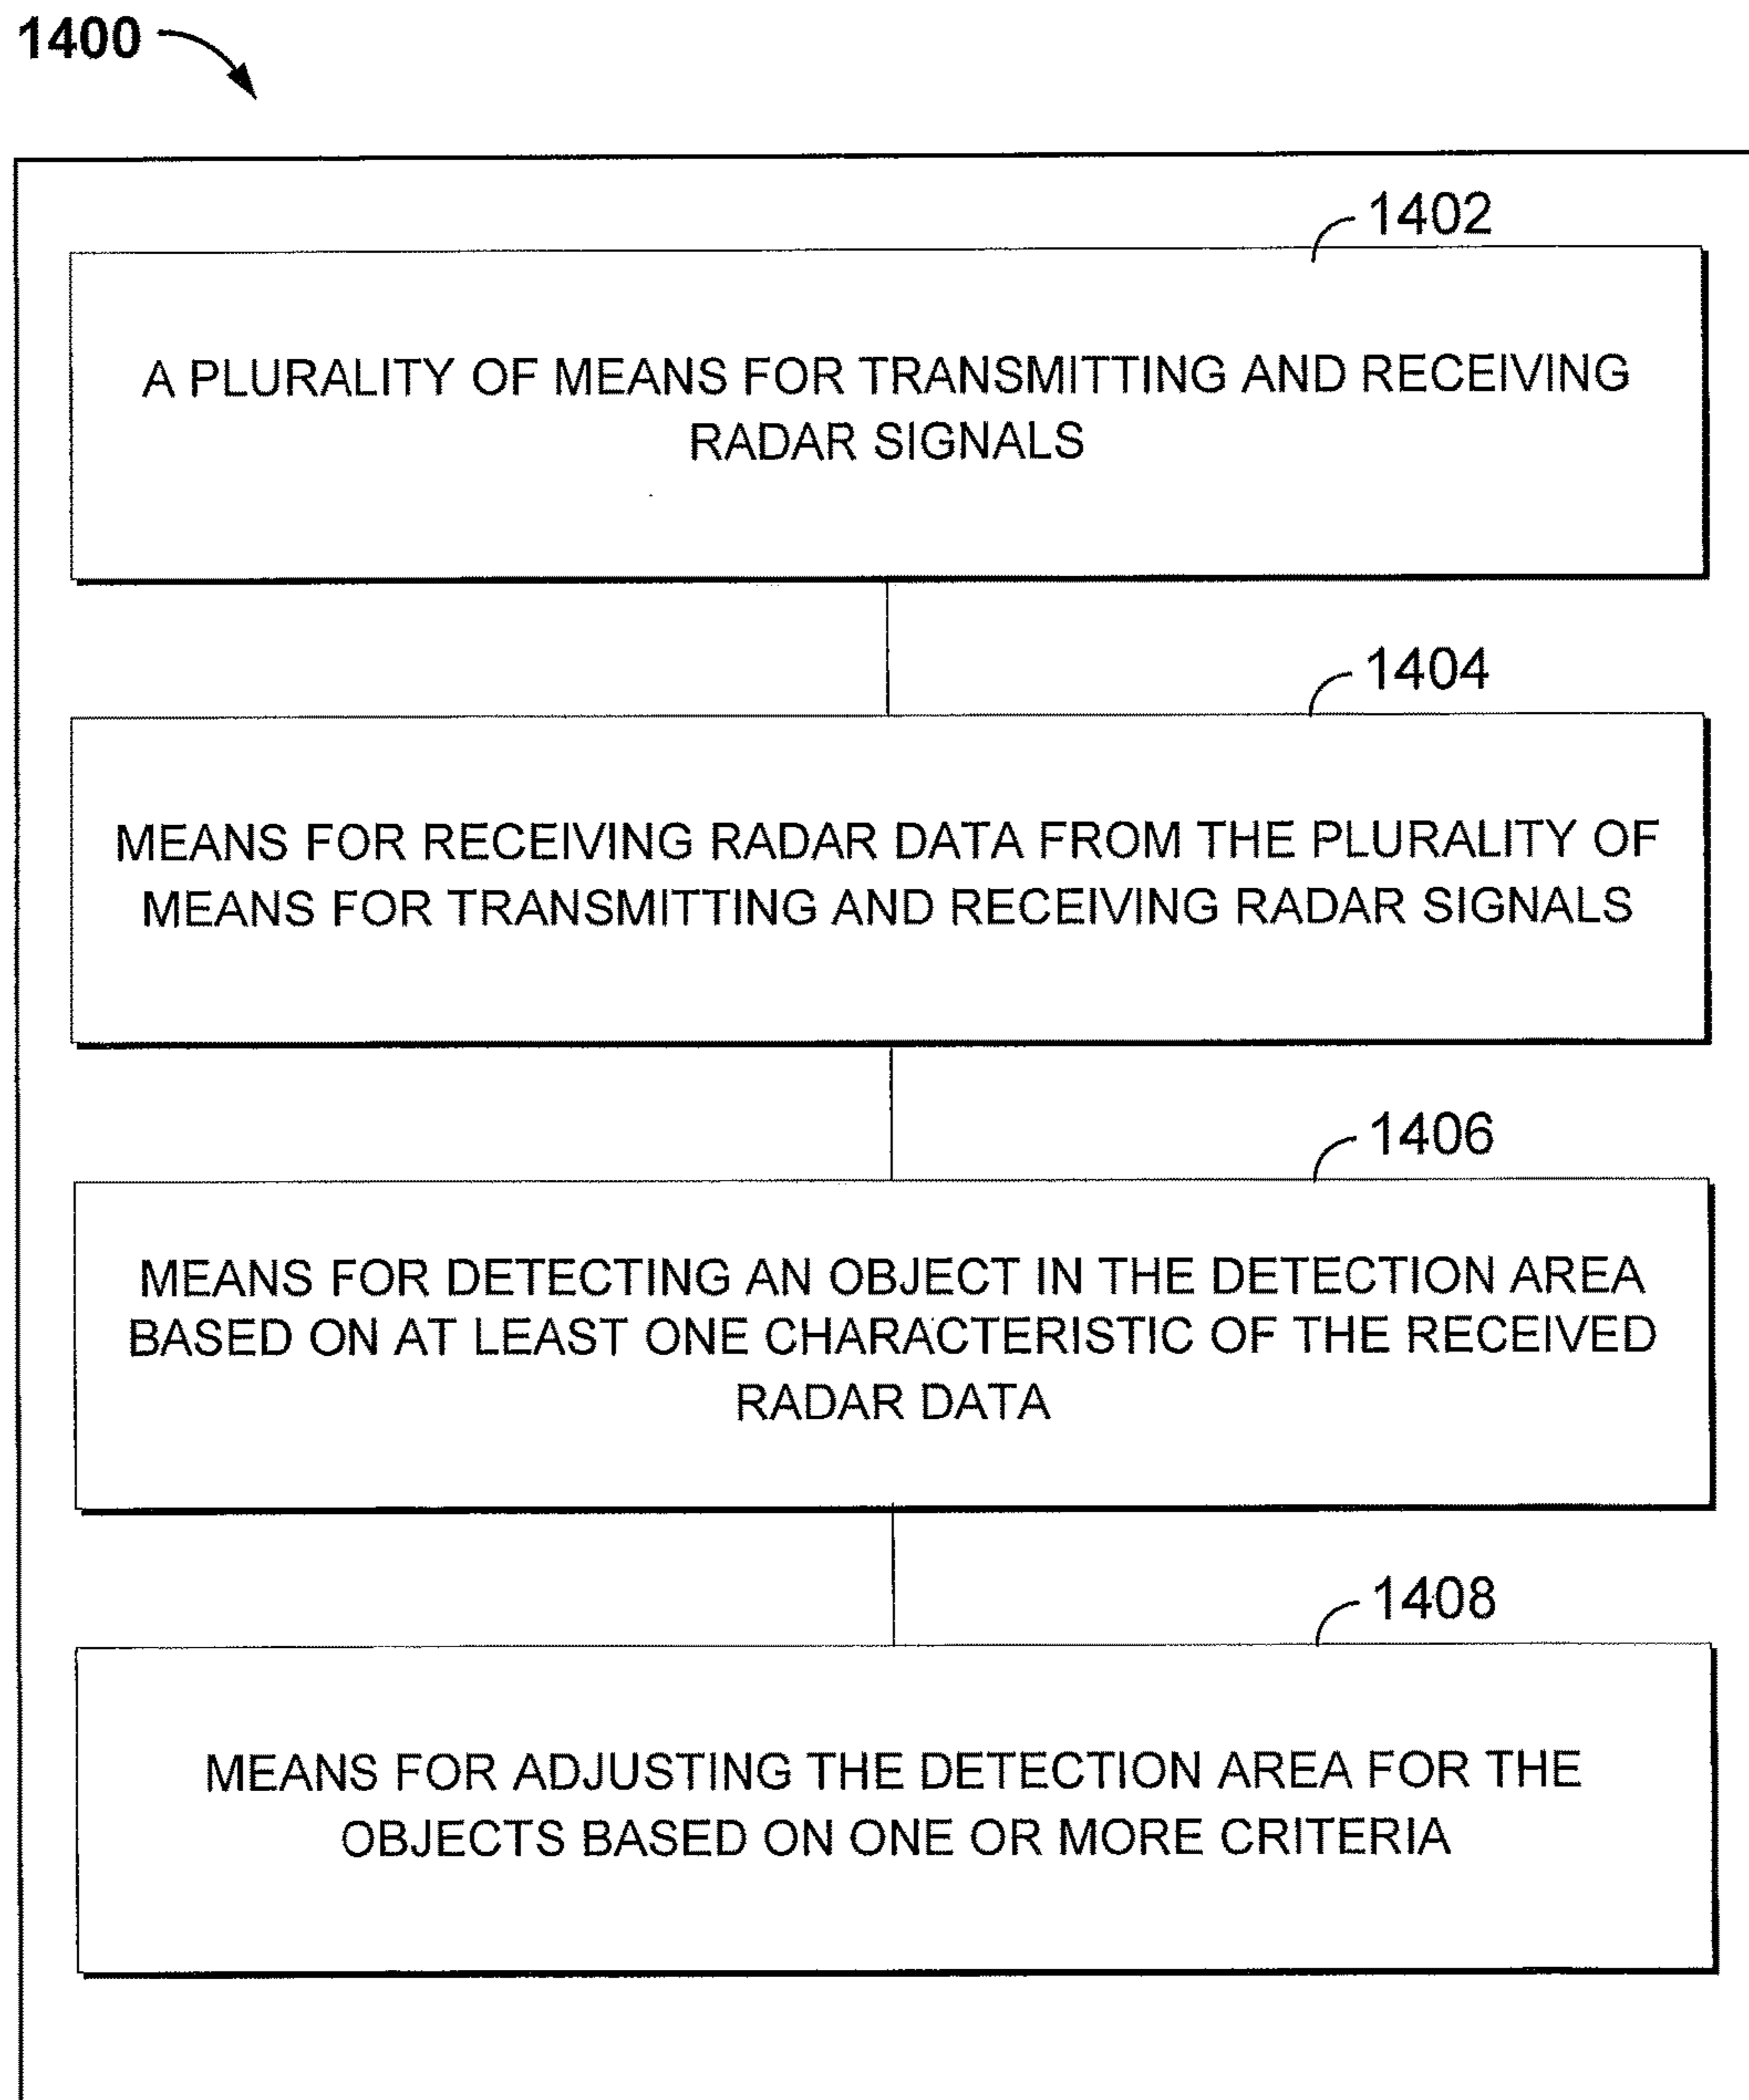 1400
1402
A PLURALITY OF MEANS FOR TRANSMITTING AND RECEIVING
RADAR SIGNALS
1404
MEANS FOR RECEIVING RADAR DATA FROM THE PLURALITY OF
MEANS FOR TRANSMITTING AND RECEIVING RADAR SIGNALS
1406
MEANS FOR DETECTING AN OBJECT IN THE DETECTION AREA
BASED ON AT LEAST ONE CHARACTERISTIC OF THE RECEIVED
RADAR DATA
1408
MEANS FOR ADJUSTING THE DETECTION AREA FOR THE
OBJECTS BASED ON ONE OR MORE CRITERIA